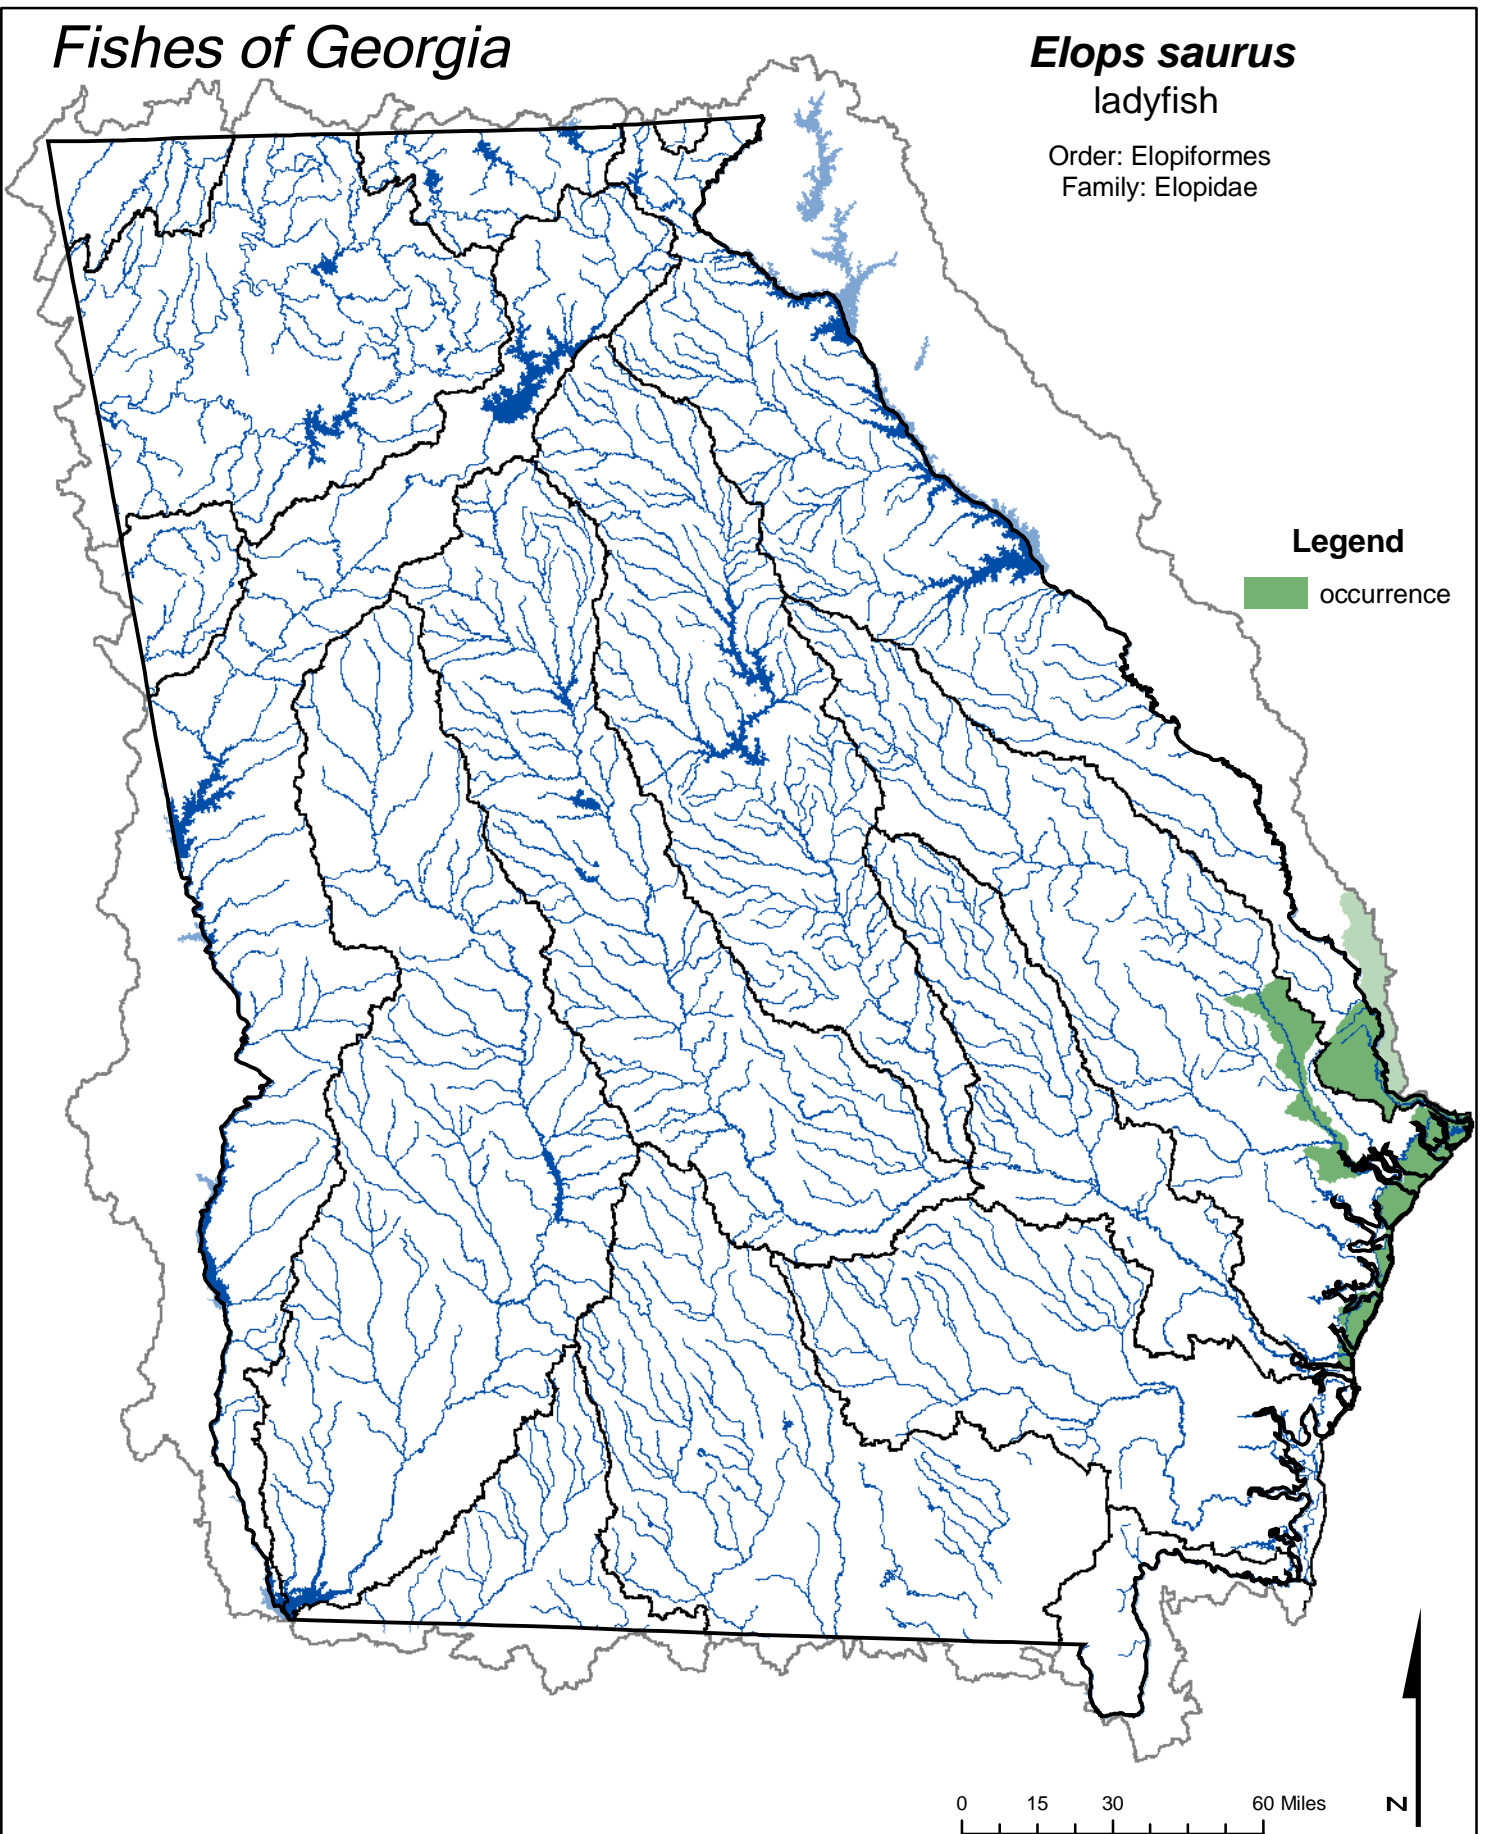 Fishes of Georgia
Elops saurus
ladyfish
Order: Elopiformes
Family: Elopidae
Legend
occurrence
0 15 30 60 Miles
N